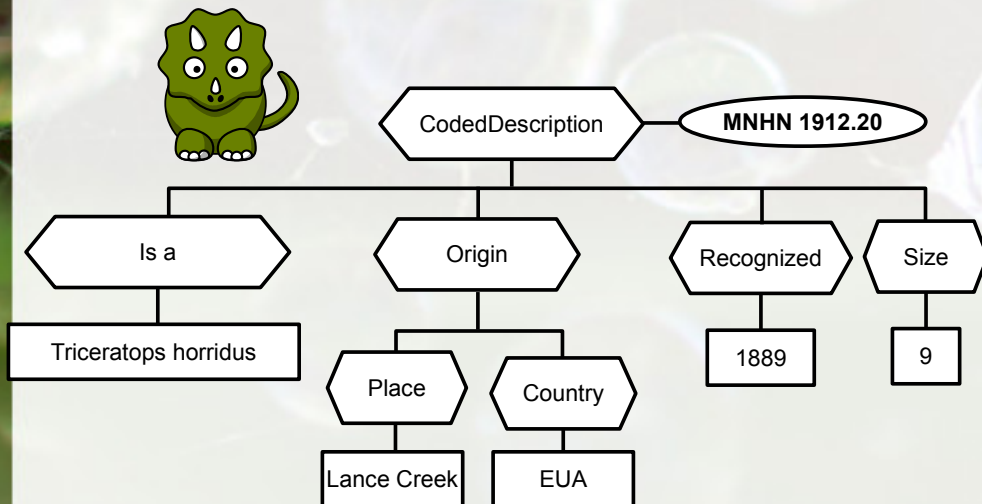 CodedDescription
MNHN 1912.20
Is a
Origin
Recognized
Size
Triceratops horridus
Place
Country
1889
9
Lance Creek
EUA